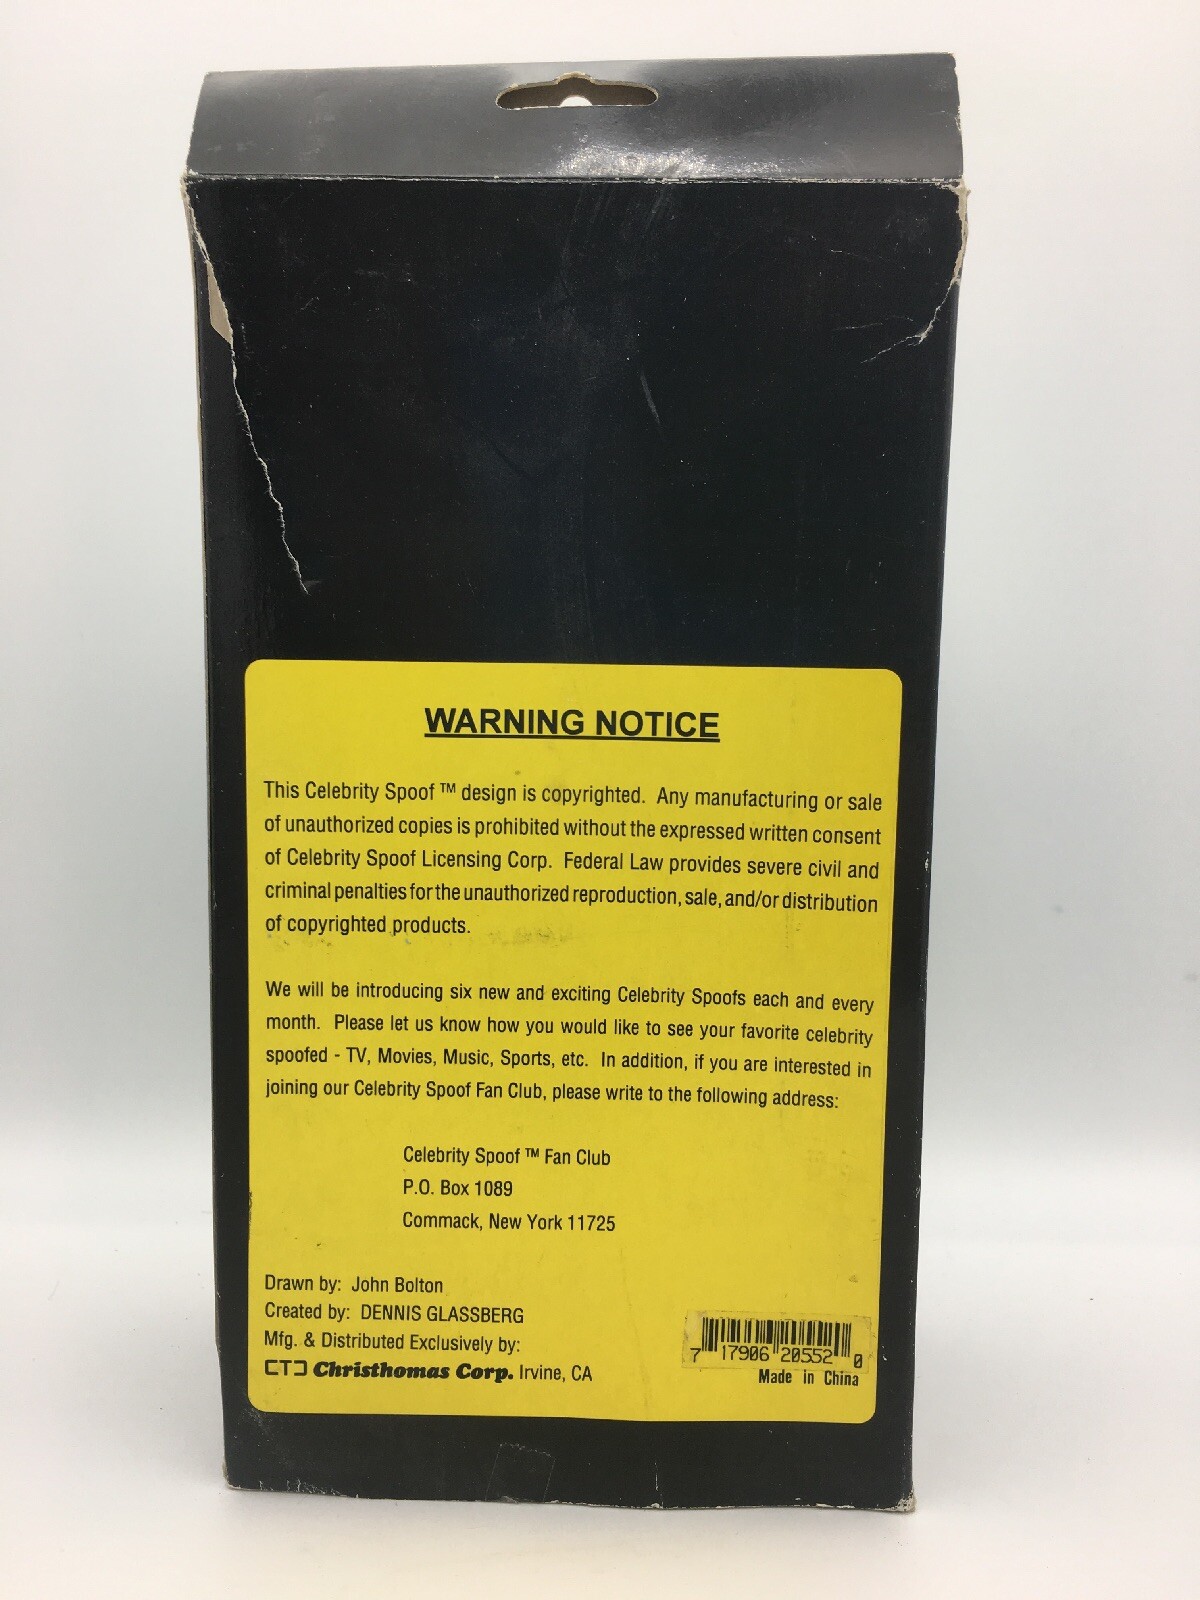 WARNING NOTICE
This Celebrity Spoof ™ design is copyrighted. Any manufacturing or sale
of unauthorized copies is prohibited without the expressed written consent
of Celebrity Spoof Licensing Corp. Federal Law provides severe civil and
criminal penalties for the unauthorized reproduction, sale, and/or distribution
of copyrighted products.
We will be introducing six new and exciting Celebrity Spoofs each and every
month. Please let us know how you would like to see your favorite celebrity
spoofed - TV, Movies, Music, Sports, etc. In addition, if you are interested in
joining our Celebrity Spoof Fan Club, please write to the following address:
Celebrity Spoof ™ Fan Club
P.O. Box 1089
Commack, New York 11725
Drawn by: John Bolton
Created by: DENNIS GLASSBERG
Mfg. & Distributed Exclusively by:
CTC Christhomas Corp. Irvine, CA
7 17906 20552 0
Made in China